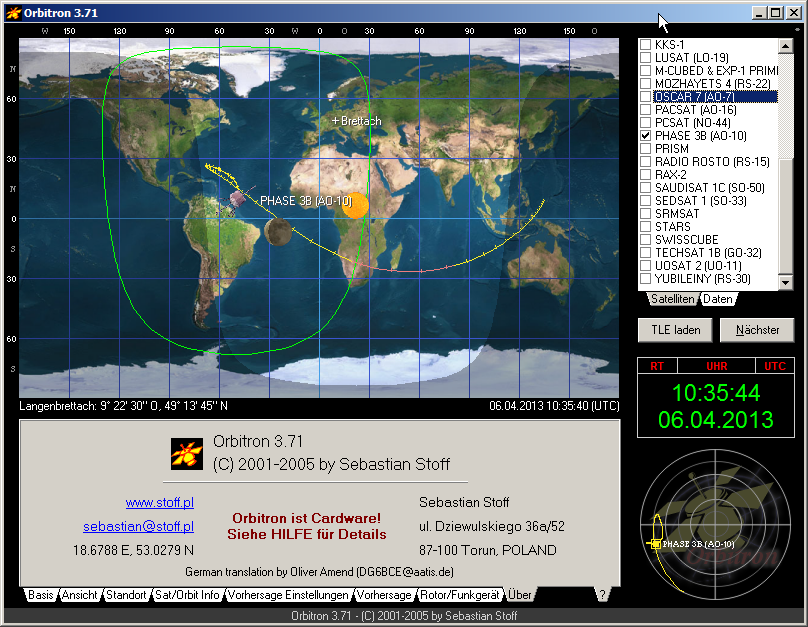 Orbitron 3.71
W 150 120 90 60 30 W 0 O 30 60 90 120 150 O
N
60
30
N
0
S
30
60
S
Brettach
PHASE 3B (AO-10)
Langenbrettach: 9° 22' 30'' O, 49° 13' 45'' N
06.04.2013 10:35:40 (UTC)
KKS-1
LUSAT (LO-19)
M-CUBED & EXP-1 PRIM
MOZHAYETS 4 (RS-22)
OSCAR 7 (AO-7)
PACSAT (AO-16)
PCSAT (NO-44)
PHASE 3B (AO-10)
PRISM
RADIO ROSTO (RS-15)
RAX-2
SAUDISAT 1C (SO-50)
SEDSAT 1 (SO-33)
SRMSAT
STARS
SWISSCUBE
TECHSAT 1B (GO-32)
UOSAT 2 (UO-11)
YUBILEINY (RS-30)
Satelliten Daten
TLE laden Nächster
RT UHR UTC
10:35:44
06.04.2013
PHASE 3B (AO-10)
Orbitron
Orbitron 3.71
(C) 2001-2005 by Sebastian Stoff
www.stoff.pl
sebastian@stoff.pl
18.6788 E, 53.0279 N
Orbitron ist Cardware!
Siehe HILFE für Details
Sebastian Stoff
ul. Dziewulskiego 36a/52
87-100 Torun, POLAND
German translation by Oliver Amend (DG6BCE@aatis.de)
Basis Ansicht Standort Sat/Orbit Info Vorhersage Einstellungen Vorhersage Rotor/Funkgerät Über ?
Orbitron 3.71 - (C) 2001-2005 by Sebastian Stoff